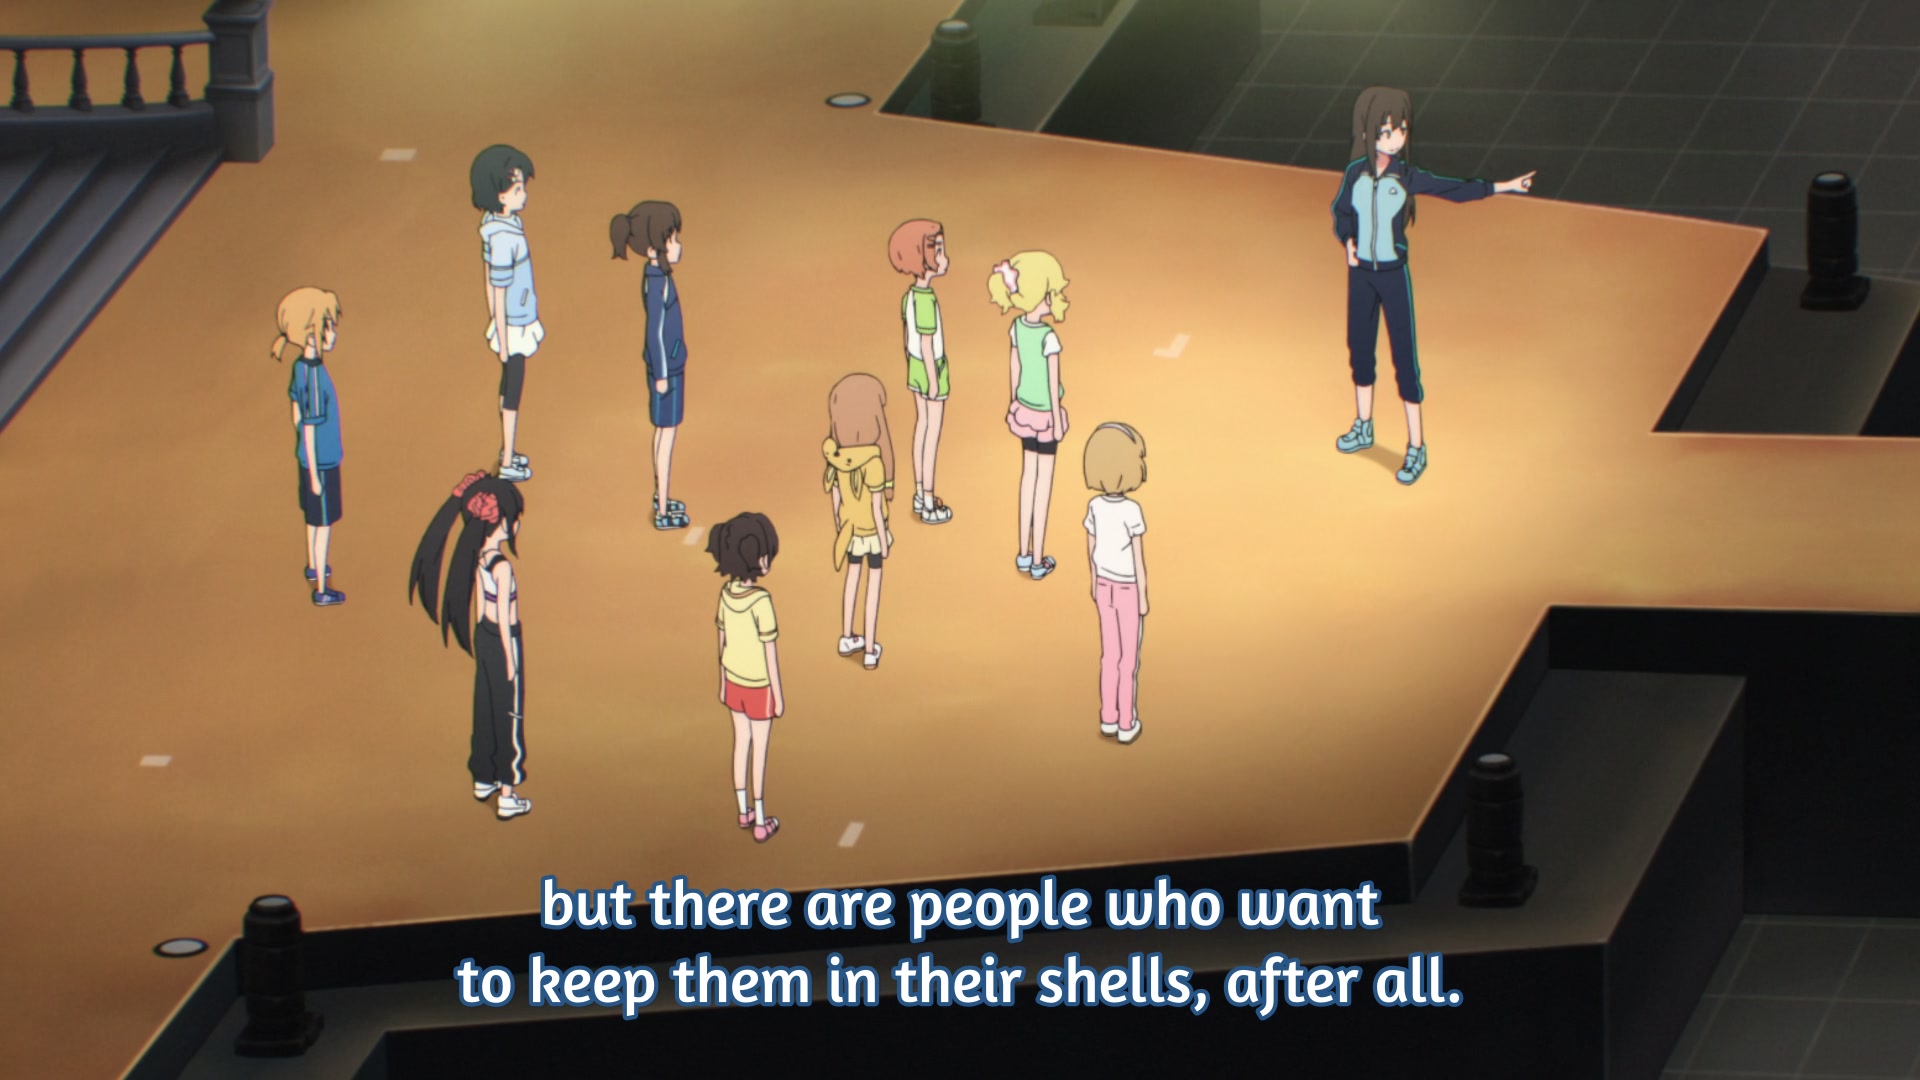 but there are people who want
to keep them in their shells, after all.